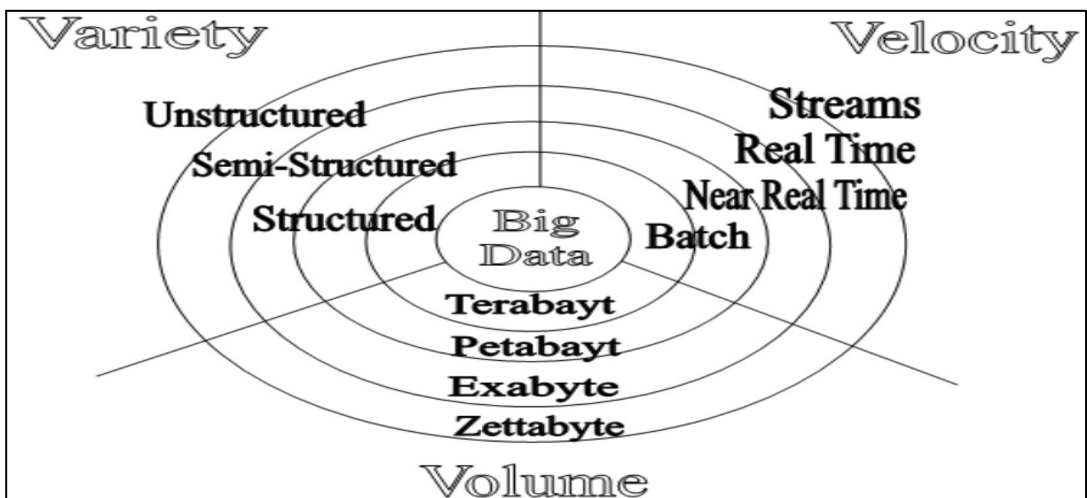 Variety
Velocity
Unstructured
Streams
Semi-Structured
Real Time
Structured
Near Real Time
Big
Data
Batch
Terabayt
Petabayt
Exabyte
Zettabyte
Volume